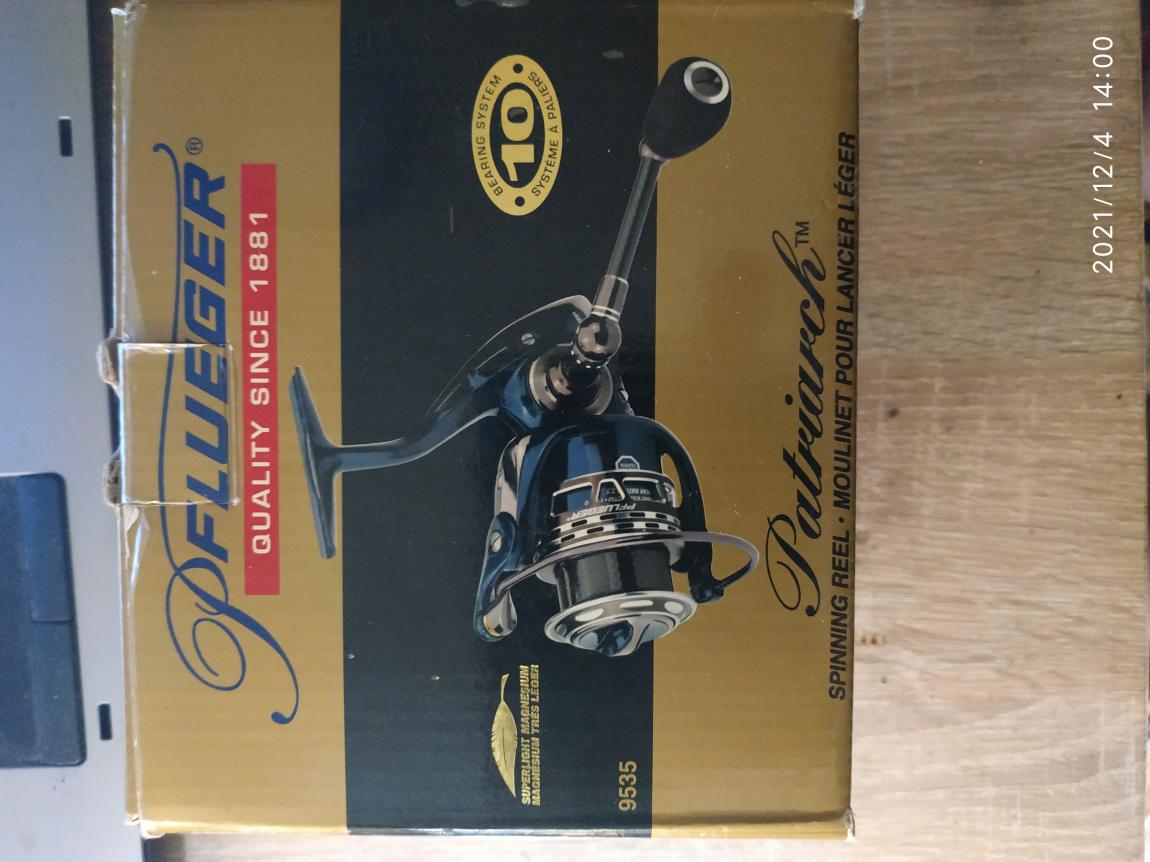 PFLUEGER®
QUALITY SINCE 1881
BEARING SYSTEM
10
SYSTÈME À PALIERS
PFLUEGER
SUPERLIGHT MAGNESIUM
MAGNÉSIUM TRÈS LÉGER
9535
Patriarch™
SPINNING REEL · MOULINET POUR LANCER LÉGER
2021/12/4 14:00